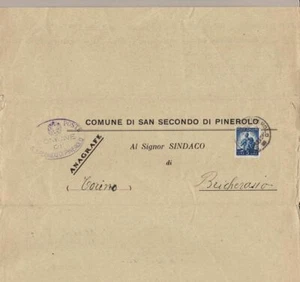 COMUNE DI SAN SECONDO DI PINEROLO
ANAGRAFE
Al Signor SINDACO
di
(Torino) Bricherasio